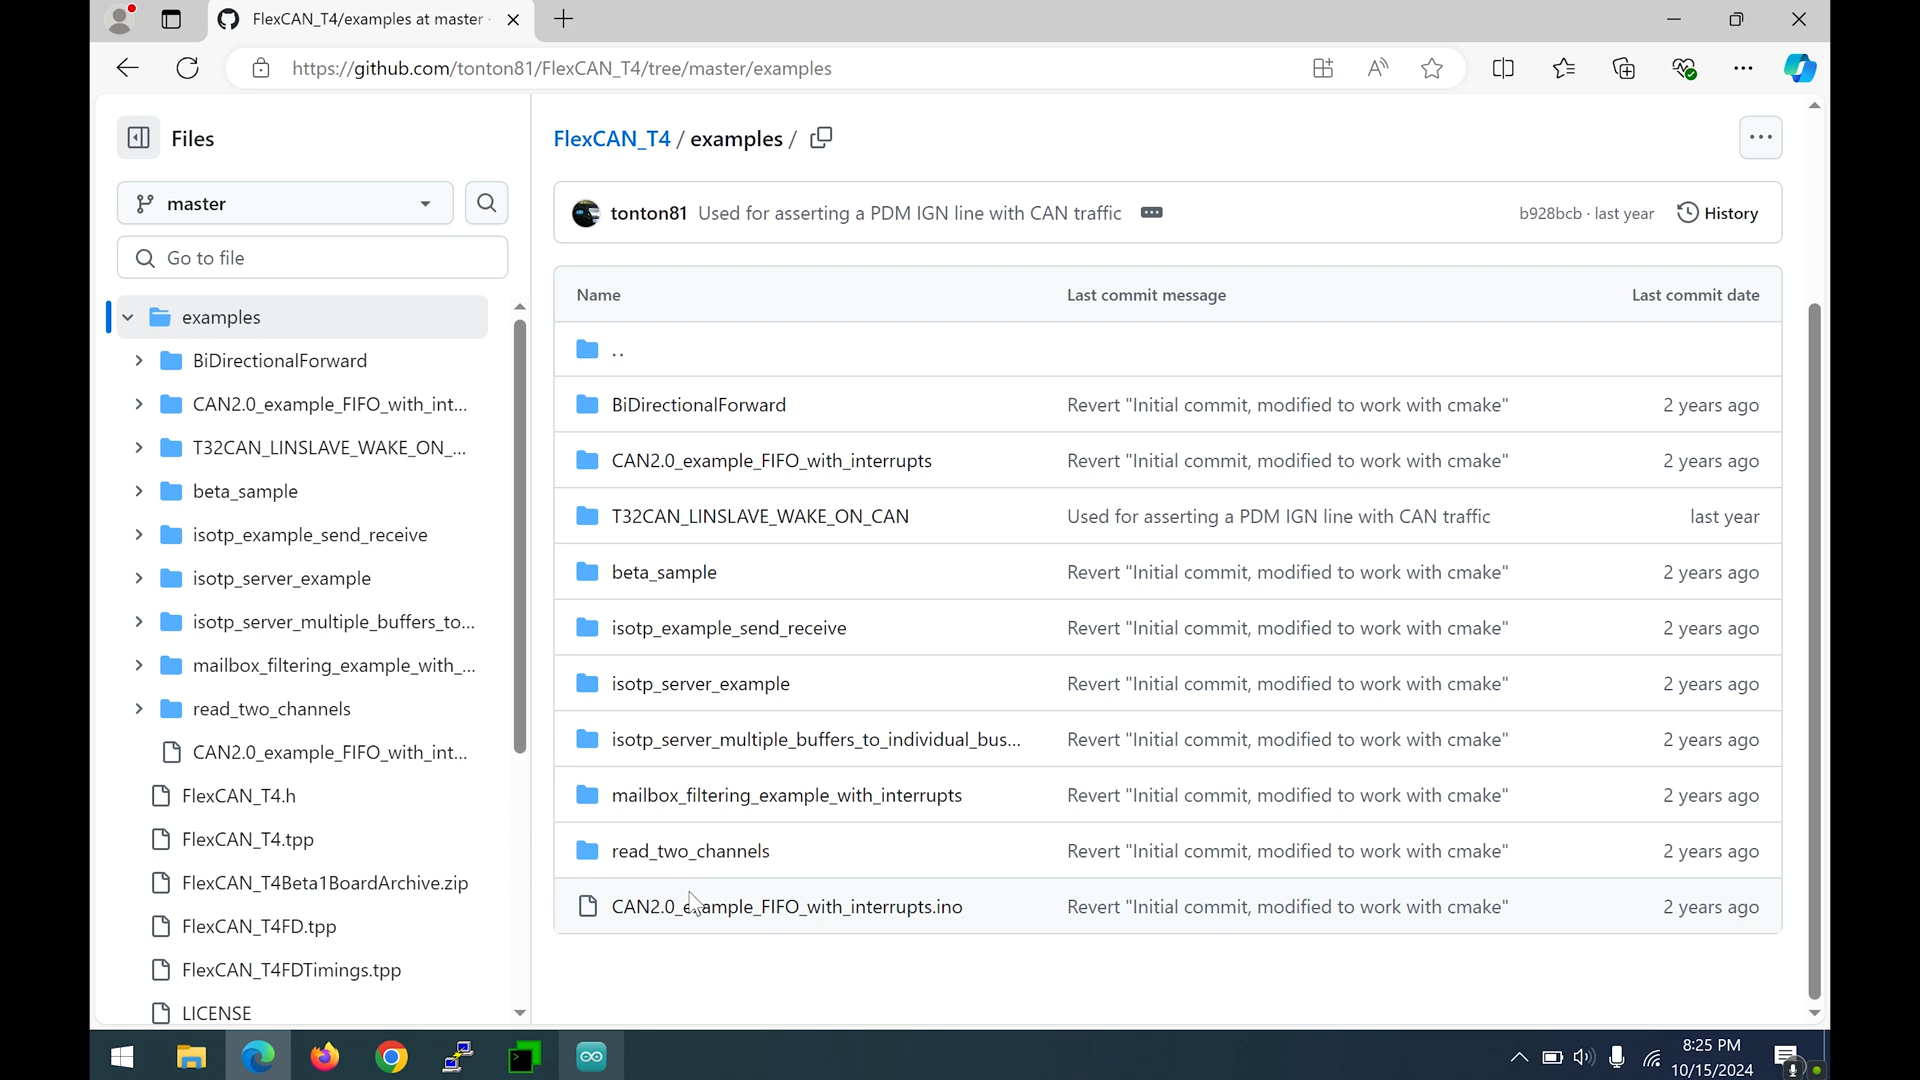 FlexCAN_T4/examples at master
https://github.com/tonton81/FlexCAN_T4/tree/master/examples
Files
master
Go to file
examples
BiDirectionalForward
CAN2.0_example_FIFO_with_int...
T32CAN_LINSLAVE_WAKE_ON_...
beta_sample
isotp_example_send_receive
isotp_server_example
isotp_server_multiple_buffers_to...
mailbox_filtering_example_with_...
read_two_channels
CAN2.0_example_FIFO_with_int...
FlexCAN_T4.h
FlexCAN_T4.tpp
FlexCAN_T4Beta1BoardArchive.zip
FlexCAN_T4FD.tpp
FlexCAN_T4FDTimings.tpp
LICENSE
FlexCAN_T4 / examples /
tonton81 Used for asserting a PDM IGN line with CAN traffic b928bcb · last year History
Name Last commit message Last commit date
..
BiDirectionalForward Revert "Initial commit, modified to work with cmake" 2 years ago
CAN2.0_example_FIFO_with_interrupts Revert "Initial commit, modified to work with cmake" 2 years ago
T32CAN_LINSLAVE_WAKE_ON_CAN Used for asserting a PDM IGN line with CAN traffic last year
beta_sample Revert "Initial commit, modified to work with cmake" 2 years ago
isotp_example_send_receive Revert "Initial commit, modified to work with cmake" 2 years ago
isotp_server_example Revert "Initial commit, modified to work with cmake" 2 years ago
isotp_server_multiple_buffers_to_individual_bus... Revert "Initial commit, modified to work with cmake" 2 years ago
mailbox_filtering_example_with_interrupts Revert "Initial commit, modified to work with cmake" 2 years ago
read_two_channels Revert "Initial commit, modified to work with cmake" 2 years ago
CAN2.0_example_FIFO_with_interrupts.ino Revert "Initial commit, modified to work with cmake" 2 years ago
8:25 PM
10/15/2024